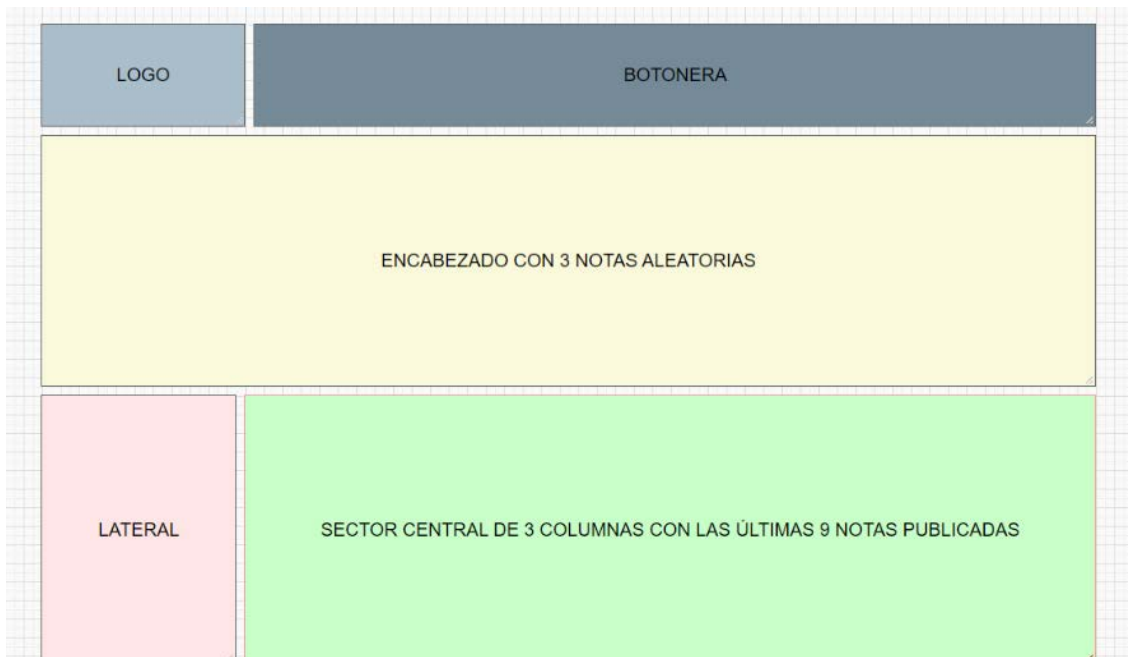 LOGO
BOTONERA
ENCABEZADO CON 3 NOTAS ALEATORIAS
LATERAL
SECTOR CENTRAL DE 3 COLUMNAS CON LAS ÚLTIMAS 9 NOTAS PUBLICADAS